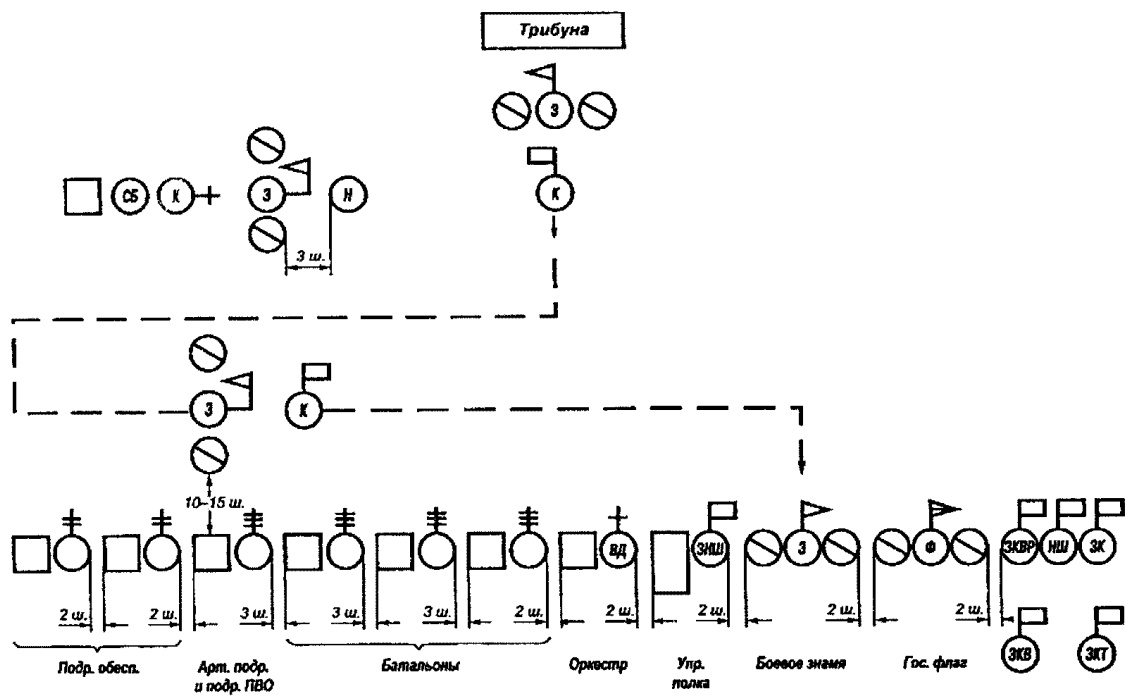 Трибуна
З
СБ
К
З
Н
К
3 ш.
З
К
10–15 ш.
ВД
ЗНШ
З
Ф
ЗКВР
НШ
ЗК
2 ш.
2 ш.
3 ш.
3 ш.
3 ш.
2 ш.
2 ш.
2 ш.
2 ш.
2 ш.
ЗКВ
ЗКТ
Подр. обесп.
Арт. подр.
и подр. ПВО
Батальоны
Оркестр
Упр.
полка
Боевое знамя
Гос. флаг